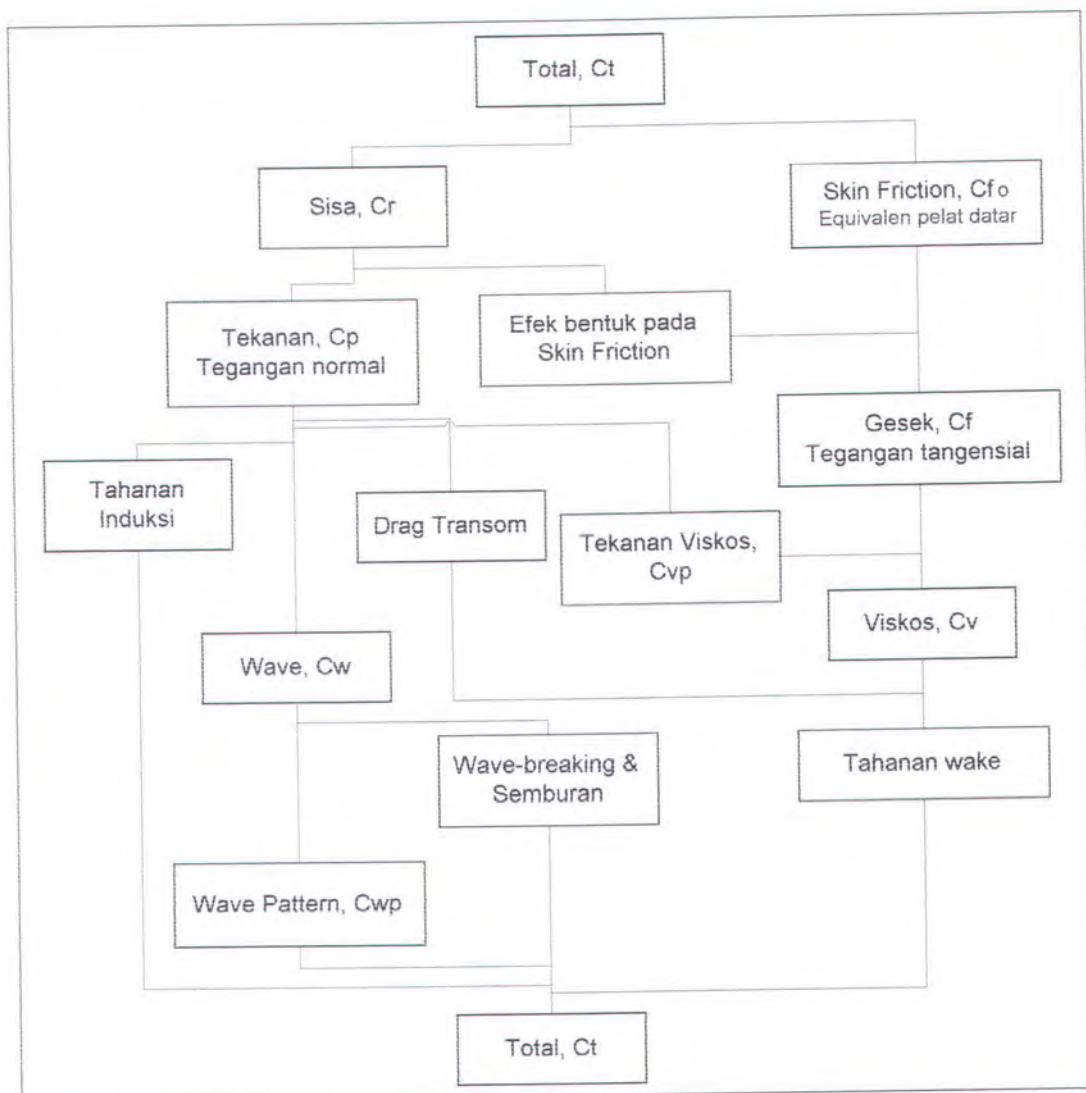 Total, Ct
Sisa, Cr
Skin Friction, Cfo
Equivalen pelat datar
Tekanan, Cp
Tegangan normal
Efek bentuk pada
Skin Friction
Gesek, Cf
Tegangan tangensial
Tahanan
Induksi
Drag Transom
Tekanan Viskos,
Cvp
Viskos, Cv
Wave, Cw
Wave-breaking &
Semburan
Tahanan wake
Wave Pattern, Cwp
Total, Ct